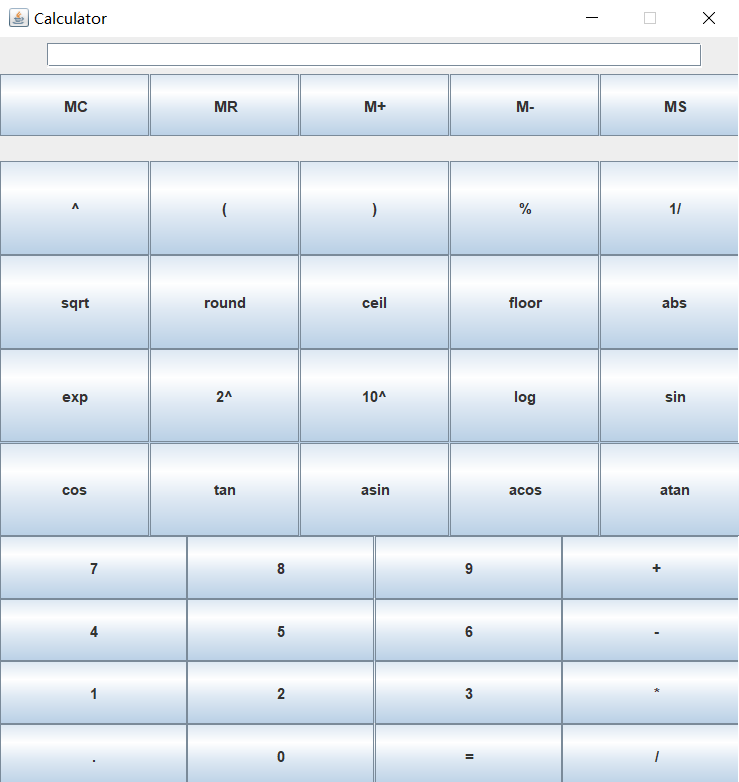 Calculator
MC MR M+ M- MS
^ ( ) % 1/
sqrt round ceil floor abs
exp 2^ 10^ log sin
cos tan asin acos atan
7 8 9 +
4 5 6 -
1 2 3 *
. 0 = /